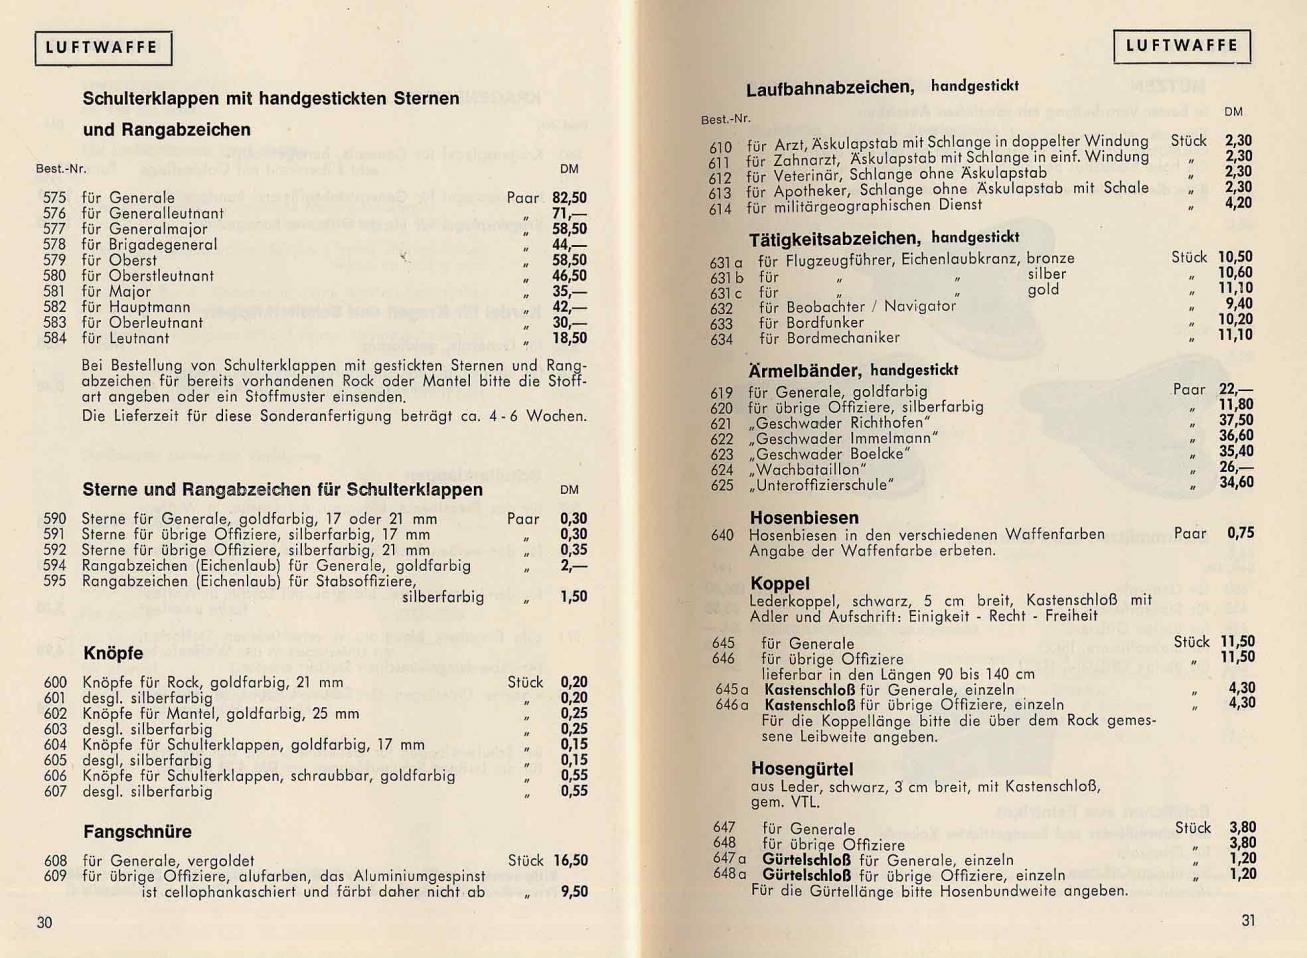 LUFTWAFFE
Schulterklappen mit handgestickten Sternen
und Rangabzeichen
Best.-Nr. DM
575 für Generale Paar 82,50
576 für Generalleutnant „ 71,—
577 für Generalmajor „ 58,50
578 für Brigadegeneral „ 44,—
579 für Oberst „ 58,50
580 für Oberstleutnant „ 46,50
581 für Major „ 35,—
582 für Hauptmann „ 42,—
583 für Oberleutnant „ 30,—
584 für Leutnant „ 18,50
Bei Bestellung von Schulterklappen mit gestickten Sternen und Rang-
abzeichen für bereits vorhandenen Rock oder Mantel bitte die Stoff-
art angeben oder ein Stoffmuster einsenden.
Die Lieferzeit für diese Sonderanfertigung beträgt ca. 4 - 6 Wochen.
Sterne und Rangabzeichen für Schulterklappen DM
590 Sterne für Generale, goldfarbig, 17 oder 21 mm Paar 0,30
591 Sterne für übrige Offiziere, silberfarbig, 17 mm „ 0,30
592 Sterne für übrige Offiziere, silberfarbig, 21 mm „ 0,35
594 Rangabzeichen (Eichenlaub) für Generale, goldfarbig „ 2,—
595 Rangabzeichen (Eichenlaub) für Stabsoffiziere,
silberfarbig „ 1,50
Knöpfe
600 Knöpfe für Rock, goldfarbig, 21 mm Stück 0,20
601 desgl. silberfarbig „ 0,20
602 Knöpfe für Mantel, goldfarbig, 25 mm „ 0,25
603 desgl. silberfarbig „ 0,25
604 Knöpfe für Schulterklappen, goldfarbig, 17 mm „ 0,15
605 desgl, silberfarbig „ 0,15
606 Knöpfe für Schulterklappen, schraubbar, goldfarbig „ 0,55
607 desgl. silberfarbig „ 0,55
Fangschnüre
608 für Generale, vergoldet Stück 16,50
609 für übrige Offiziere, alufarben, das Aluminiumgespinst
ist cellophankaschiert und färbt daher nicht ab „ 9,50
30
LUFTWAFFE
Laufbahnabzeichen, handgestickt
Best.-Nr. DM
610 für Arzt, Äskulapstab mit Schlange in doppelter Windung Stück 2,30
611 für Zahnarzt, Äskulapstab mit Schlange in einf. Windung „ 2,30
612 für Veterinär, Schlange ohne Äskulapstab „ 2,30
613 für Apotheker, Schlange ohne Äskulapstab mit Schale „ 2,30
614 für militärgeographischen Dienst „ 4,20
Tätigkeitsabzeichen, handgestickt
631 a für Flugzeugführer, Eichenlaubkranz, bronze Stück 10,50
631 b für „ „ silber „ 10,60
631 c für „ „ gold „ 11,10
632 für Beobachter / Navigator „ 9,40
633 für Bordfunker „ 10,20
634 für Bordmechaniker „ 11,10
Ärmelbänder, handgestickt
619 für Generale, goldfarbig Paar 22,—
620 für übrige Offiziere, silberfarbig „ 11,80
621 „Geschwader Richthofen“ „ 37,50
622 „Geschwader Immelmann“ „ 36,60
623 „Geschwader Boelcke“ „ 35,40
624 „Wachbataillon“ „ 26,—
625 „Unteroffizierschule“ „ 34,60
Hosenbiesen
640 Hosenbiesen in den verschiedenen Waffenfarben Paar 0,75
Angabe der Waffenfarbe erbeten.
Koppel
Lederkoppel, schwarz, 5 cm breit, Kastenschloß mit
Adler und Aufschrift: Einigkeit - Recht - Freiheit
645 für Generale Stück 11,50
646 für übrige Offiziere „ 11,50
lieferbar in den Längen 90 bis 140 cm
645a Kastenschloß für Generale, einzeln „ 4,30
646a Kastenschloß für übrige Offiziere, einzeln „ 4,30
Für die Koppellänge bitte die über dem Rock gemes-
sene Leibweite angeben.
Hosengürtel
aus Leder, schwarz, 3 cm breit, mit Kastenschloß,
gem. VTL.
647 für Generale Stück 3,80
648 für übrige Offiziere „ 3,80
647a Gürtelschloß für Generale, einzeln „ 1,20
648a Gürtelschloß für übrige Offiziere, einzeln „ 1,20
Für die Gürtellänge bitte Hosenbundweite angeben.
31